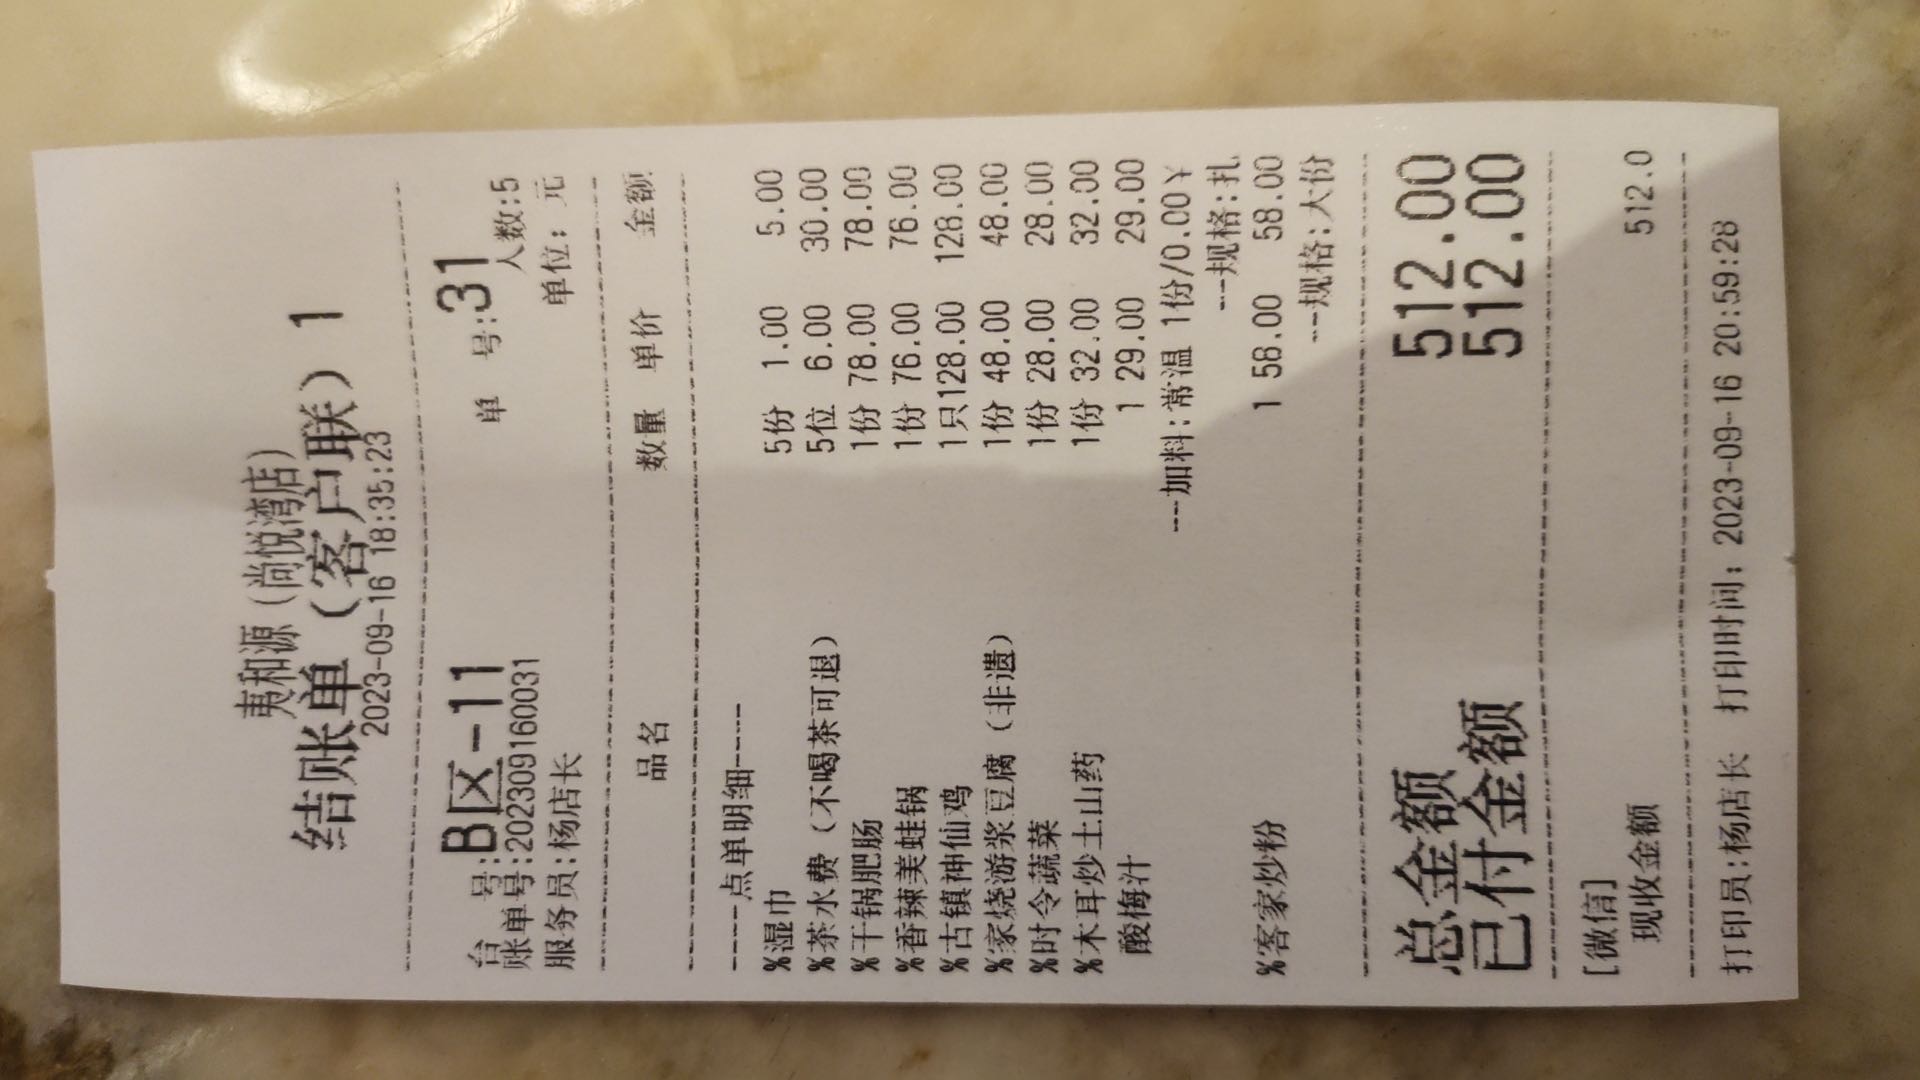 夷和源（尚悦湾店）
结账单（客户联）1
2023-09-16 18:35:23
台 号:B区-11 单 号:31
账单号:202309160031 人数:5
服务员:杨店长 单位: 元
品名 数量 单价 金额
----点单明细----
%湿巾 5份 1.00 5.00
%茶水费（不喝茶可退） 5位 6.00 30.00
%干锅肥肠 1份 78.00 78.00
%香辣美蛙锅 1份 76.00 76.00
%古镇神仙鸡 1只128.00 128.00
%家烧游浆豆腐（非遗） 1份 48.00 48.00
%时令蔬菜 1份 28.00 28.00
%木耳炒土山药 1份 32.00 32.00
酸梅汁 1 29.00 29.00
---加料:常温 1份/0.00￥
---规格:扎
%客家炒粉 1 58.00 58.00
---规格:大份
总金额 512.00
已付金额 512.00
[微信]
现收金额 512.0
打印员:杨店长 打印时间: 2023-09-16 20:59:28